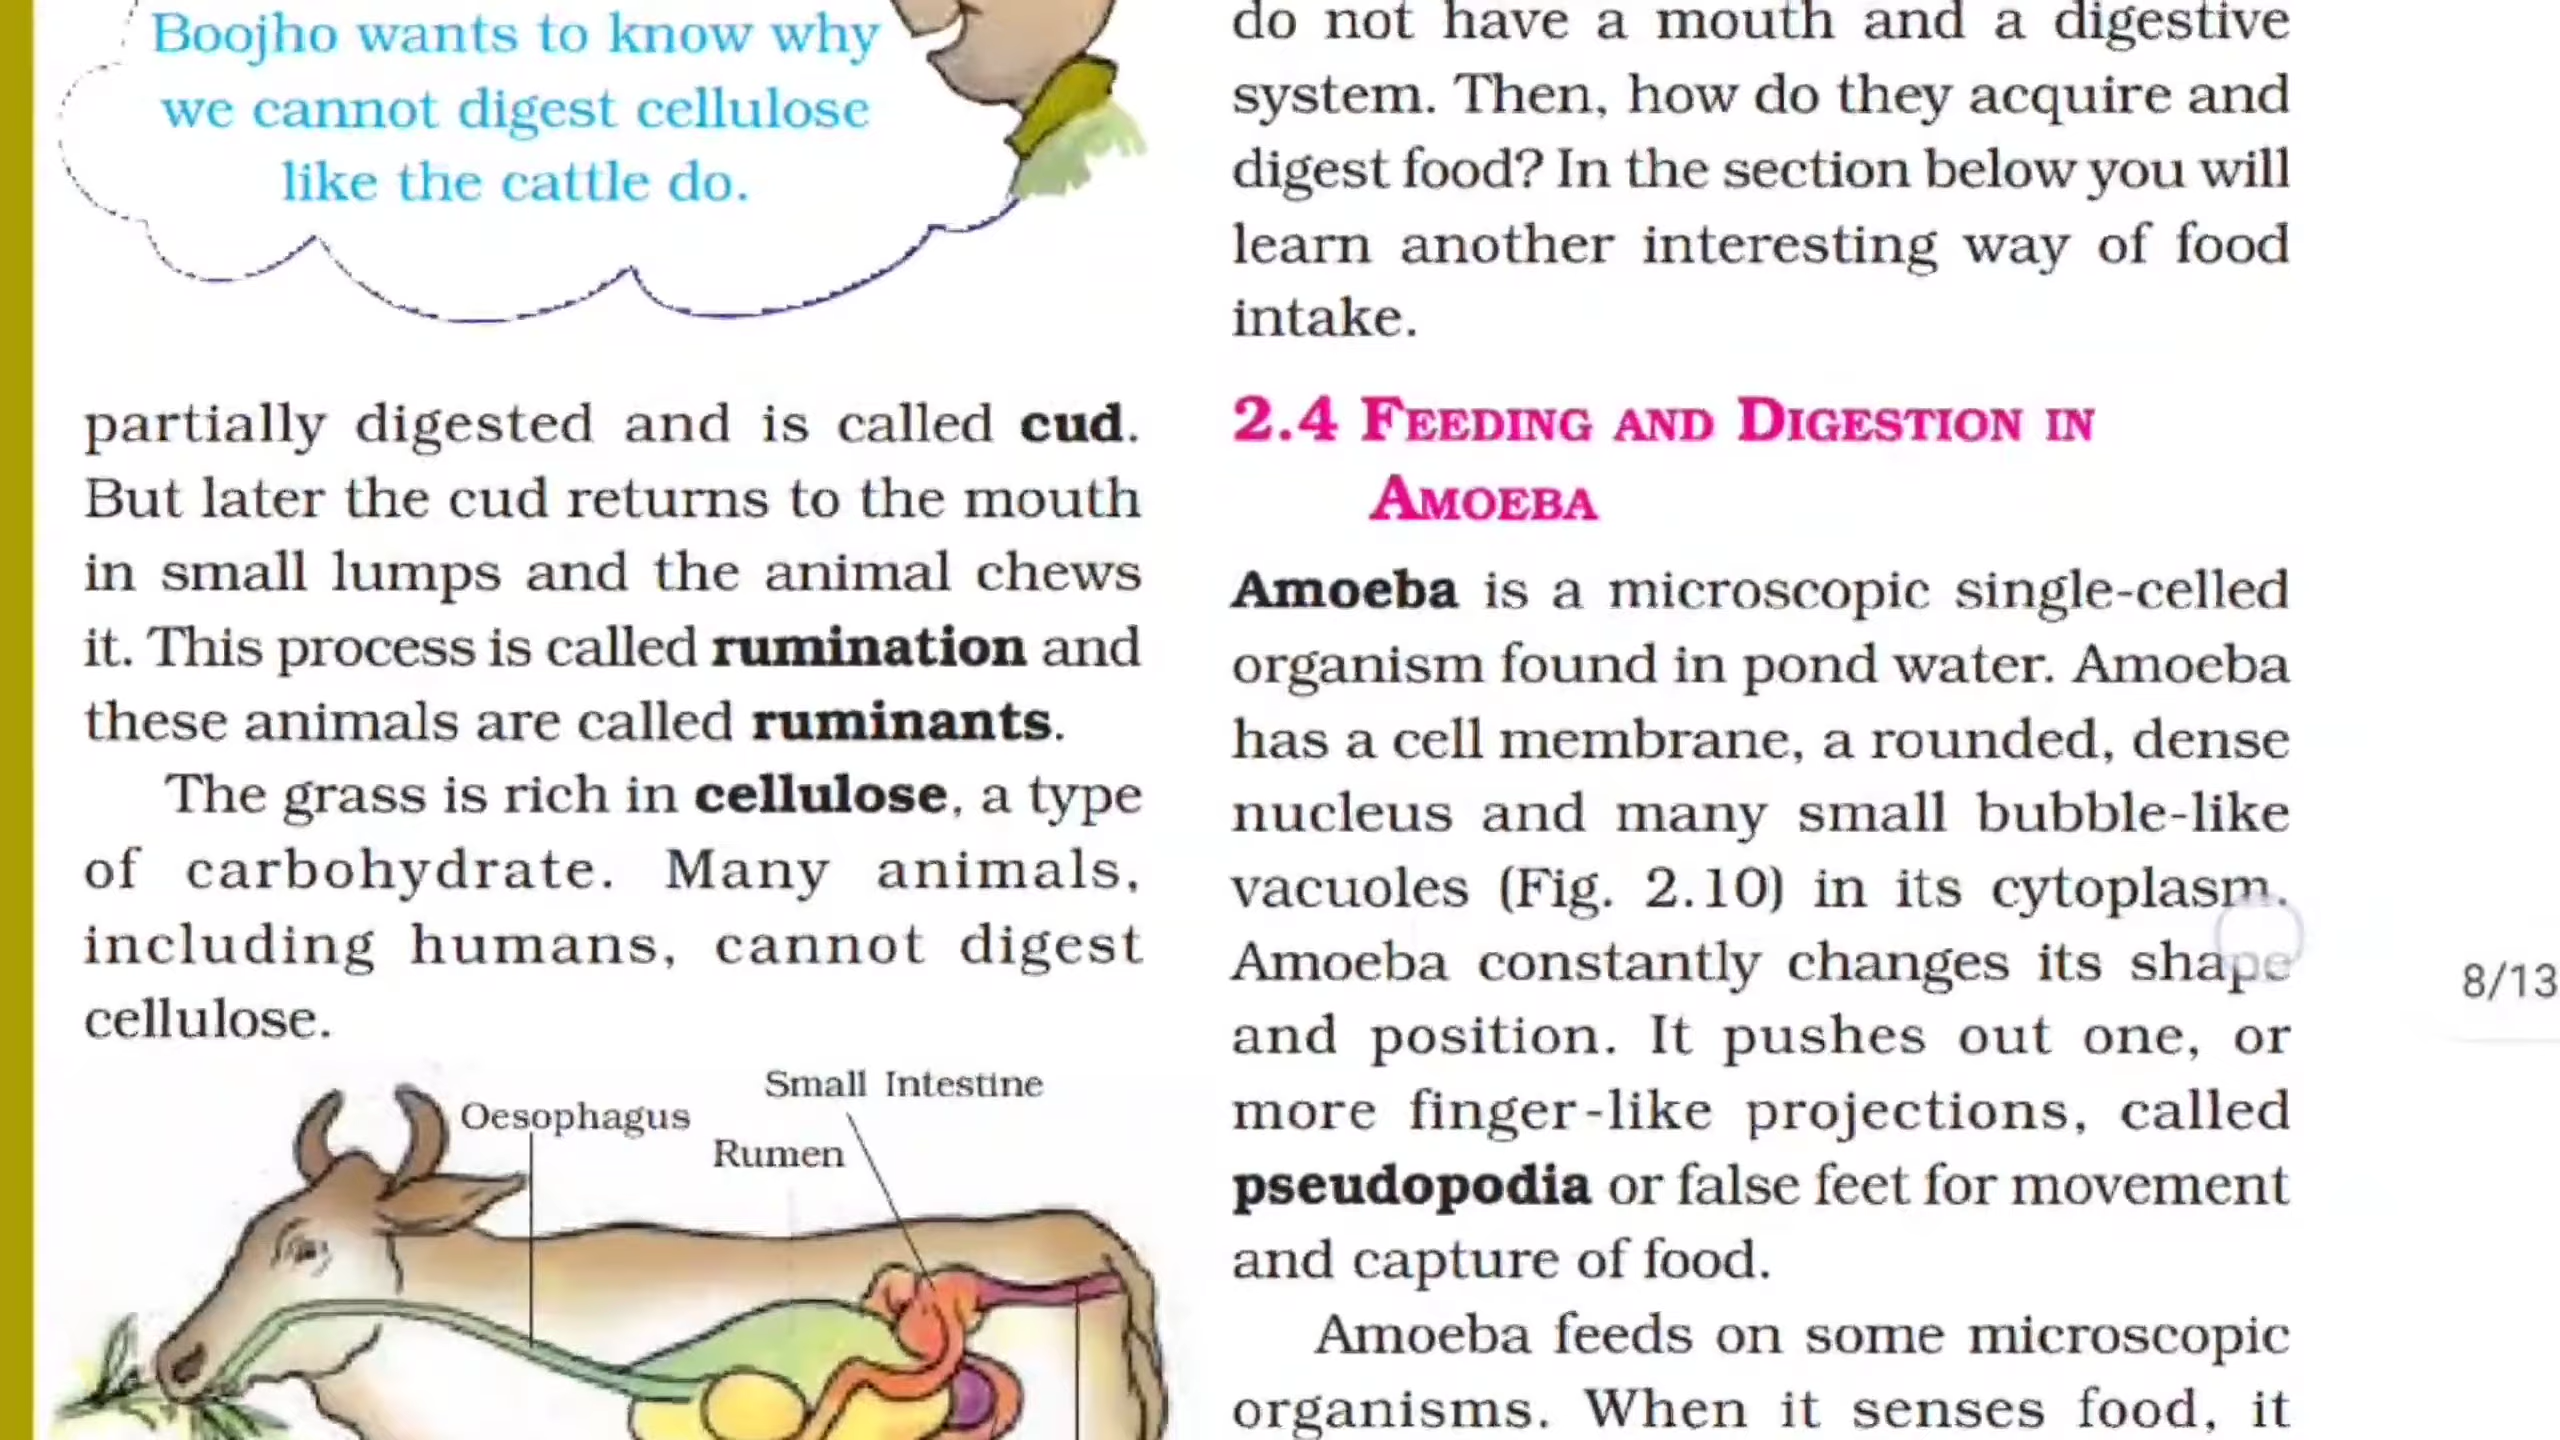 Boojho wants to know why
we cannot digest cellulose
like the cattle do.
partially digested and is called cud.
But later the cud returns to the mouth
in small lumps and the animal chews
it. This process is called rumination and
these animals are called ruminants.
The grass is rich in cellulose, a type
of carbohydrate. Many animals,
including humans, cannot digest
cellulose.
Small Intestine
Oesophagus
Rumen
do not have a mouth and a digestive
system. Then, how do they acquire and
digest food? In the section below you will
learn another interesting way of food
intake.
2.4 FEEDING AND DIGESTION IN
AMOEBA
Amoeba is a microscopic single-celled
organism found in pond water. Amoeba
has a cell membrane, a rounded, dense
nucleus and many small bubble-like
vacuoles (Fig. 2.10) in its cytoplasm.
Amoeba constantly changes its shape
and position. It pushes out one, or
more finger-like projections, called
pseudopodia or false feet for movement
and capture of food.
Amoeba feeds on some microscopic
organisms. When it senses food, it
8/13